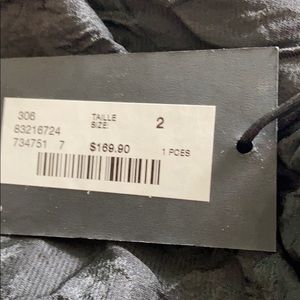 306 TAILLE
83216724 SIZE: 2
734751 7 $169.90 1 PCES